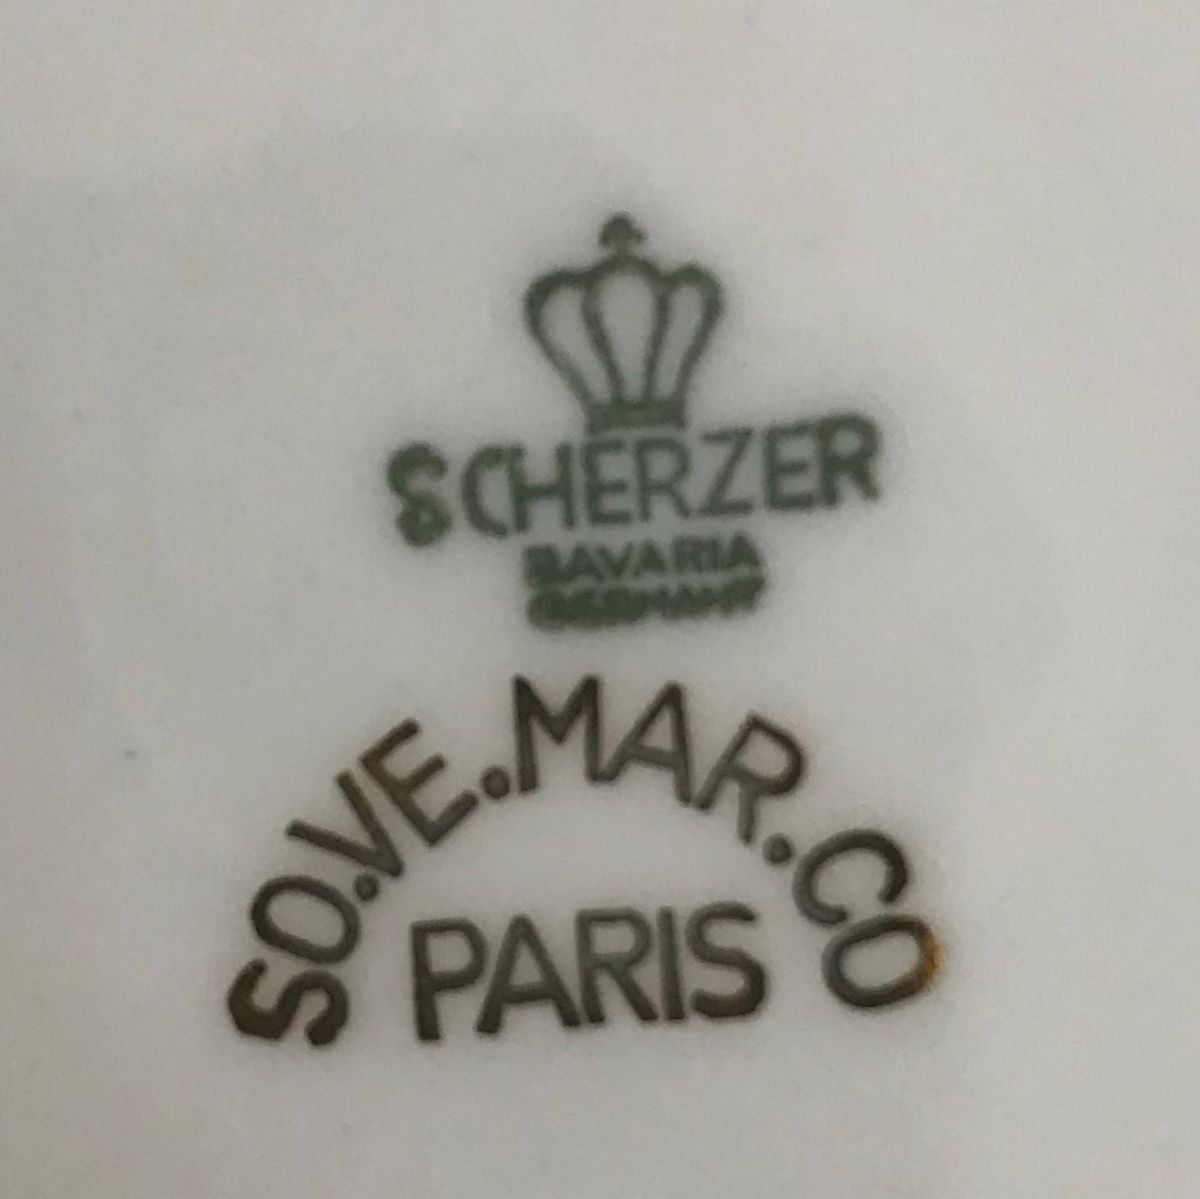 SCHERZER
BAVARIA
GERMANY
SO.VE.MAR.CO
PARIS